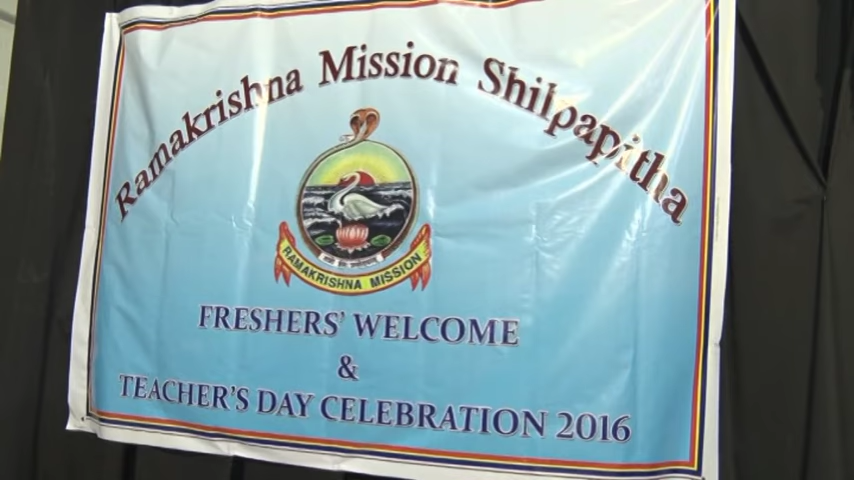 Ramakrishna Mission Shilpapitha
RAMAKRISHNA MISSION
FRESHERS' WELCOME
&
TEACHER'S DAY CELEBRATION 2016